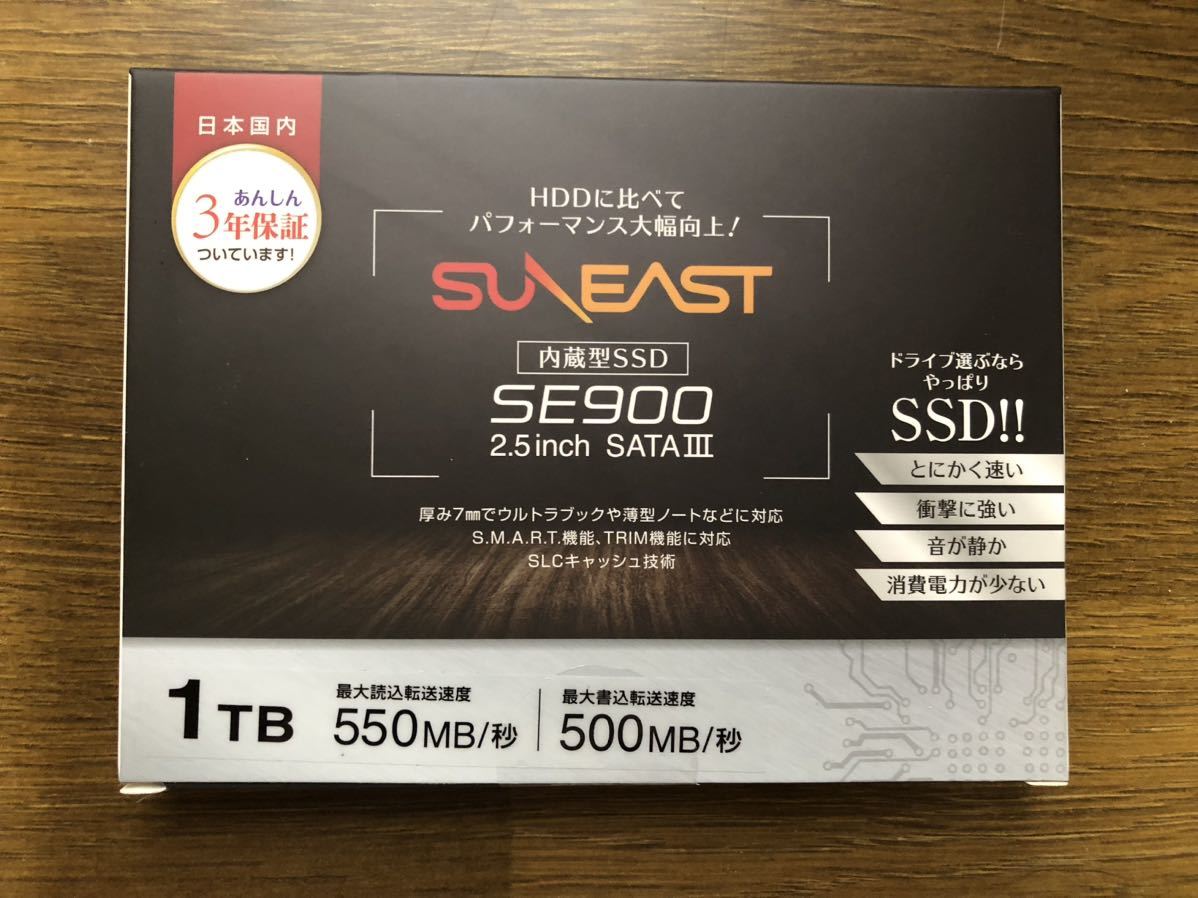 日本国内
あんしん
3年保証
ついています!
HDDに比べて
パフォーマンス大幅向上!
SUNEAST
内蔵型SSD
SE900
2.5inch SATAⅢ
厚み7㎜でウルトラブックや薄型ノートなどに対応
S.M.A.R.T.機能、TRIM機能に対応
SLCキャッシュ技術
ドライブ選ぶなら
やっぱり
SSD!!
とにかく速い
衝撃に強い
音が静か
消費電力が少ない
1TB
最大読込転送速度
550MB/秒
最大書込転送速度
500MB/秒